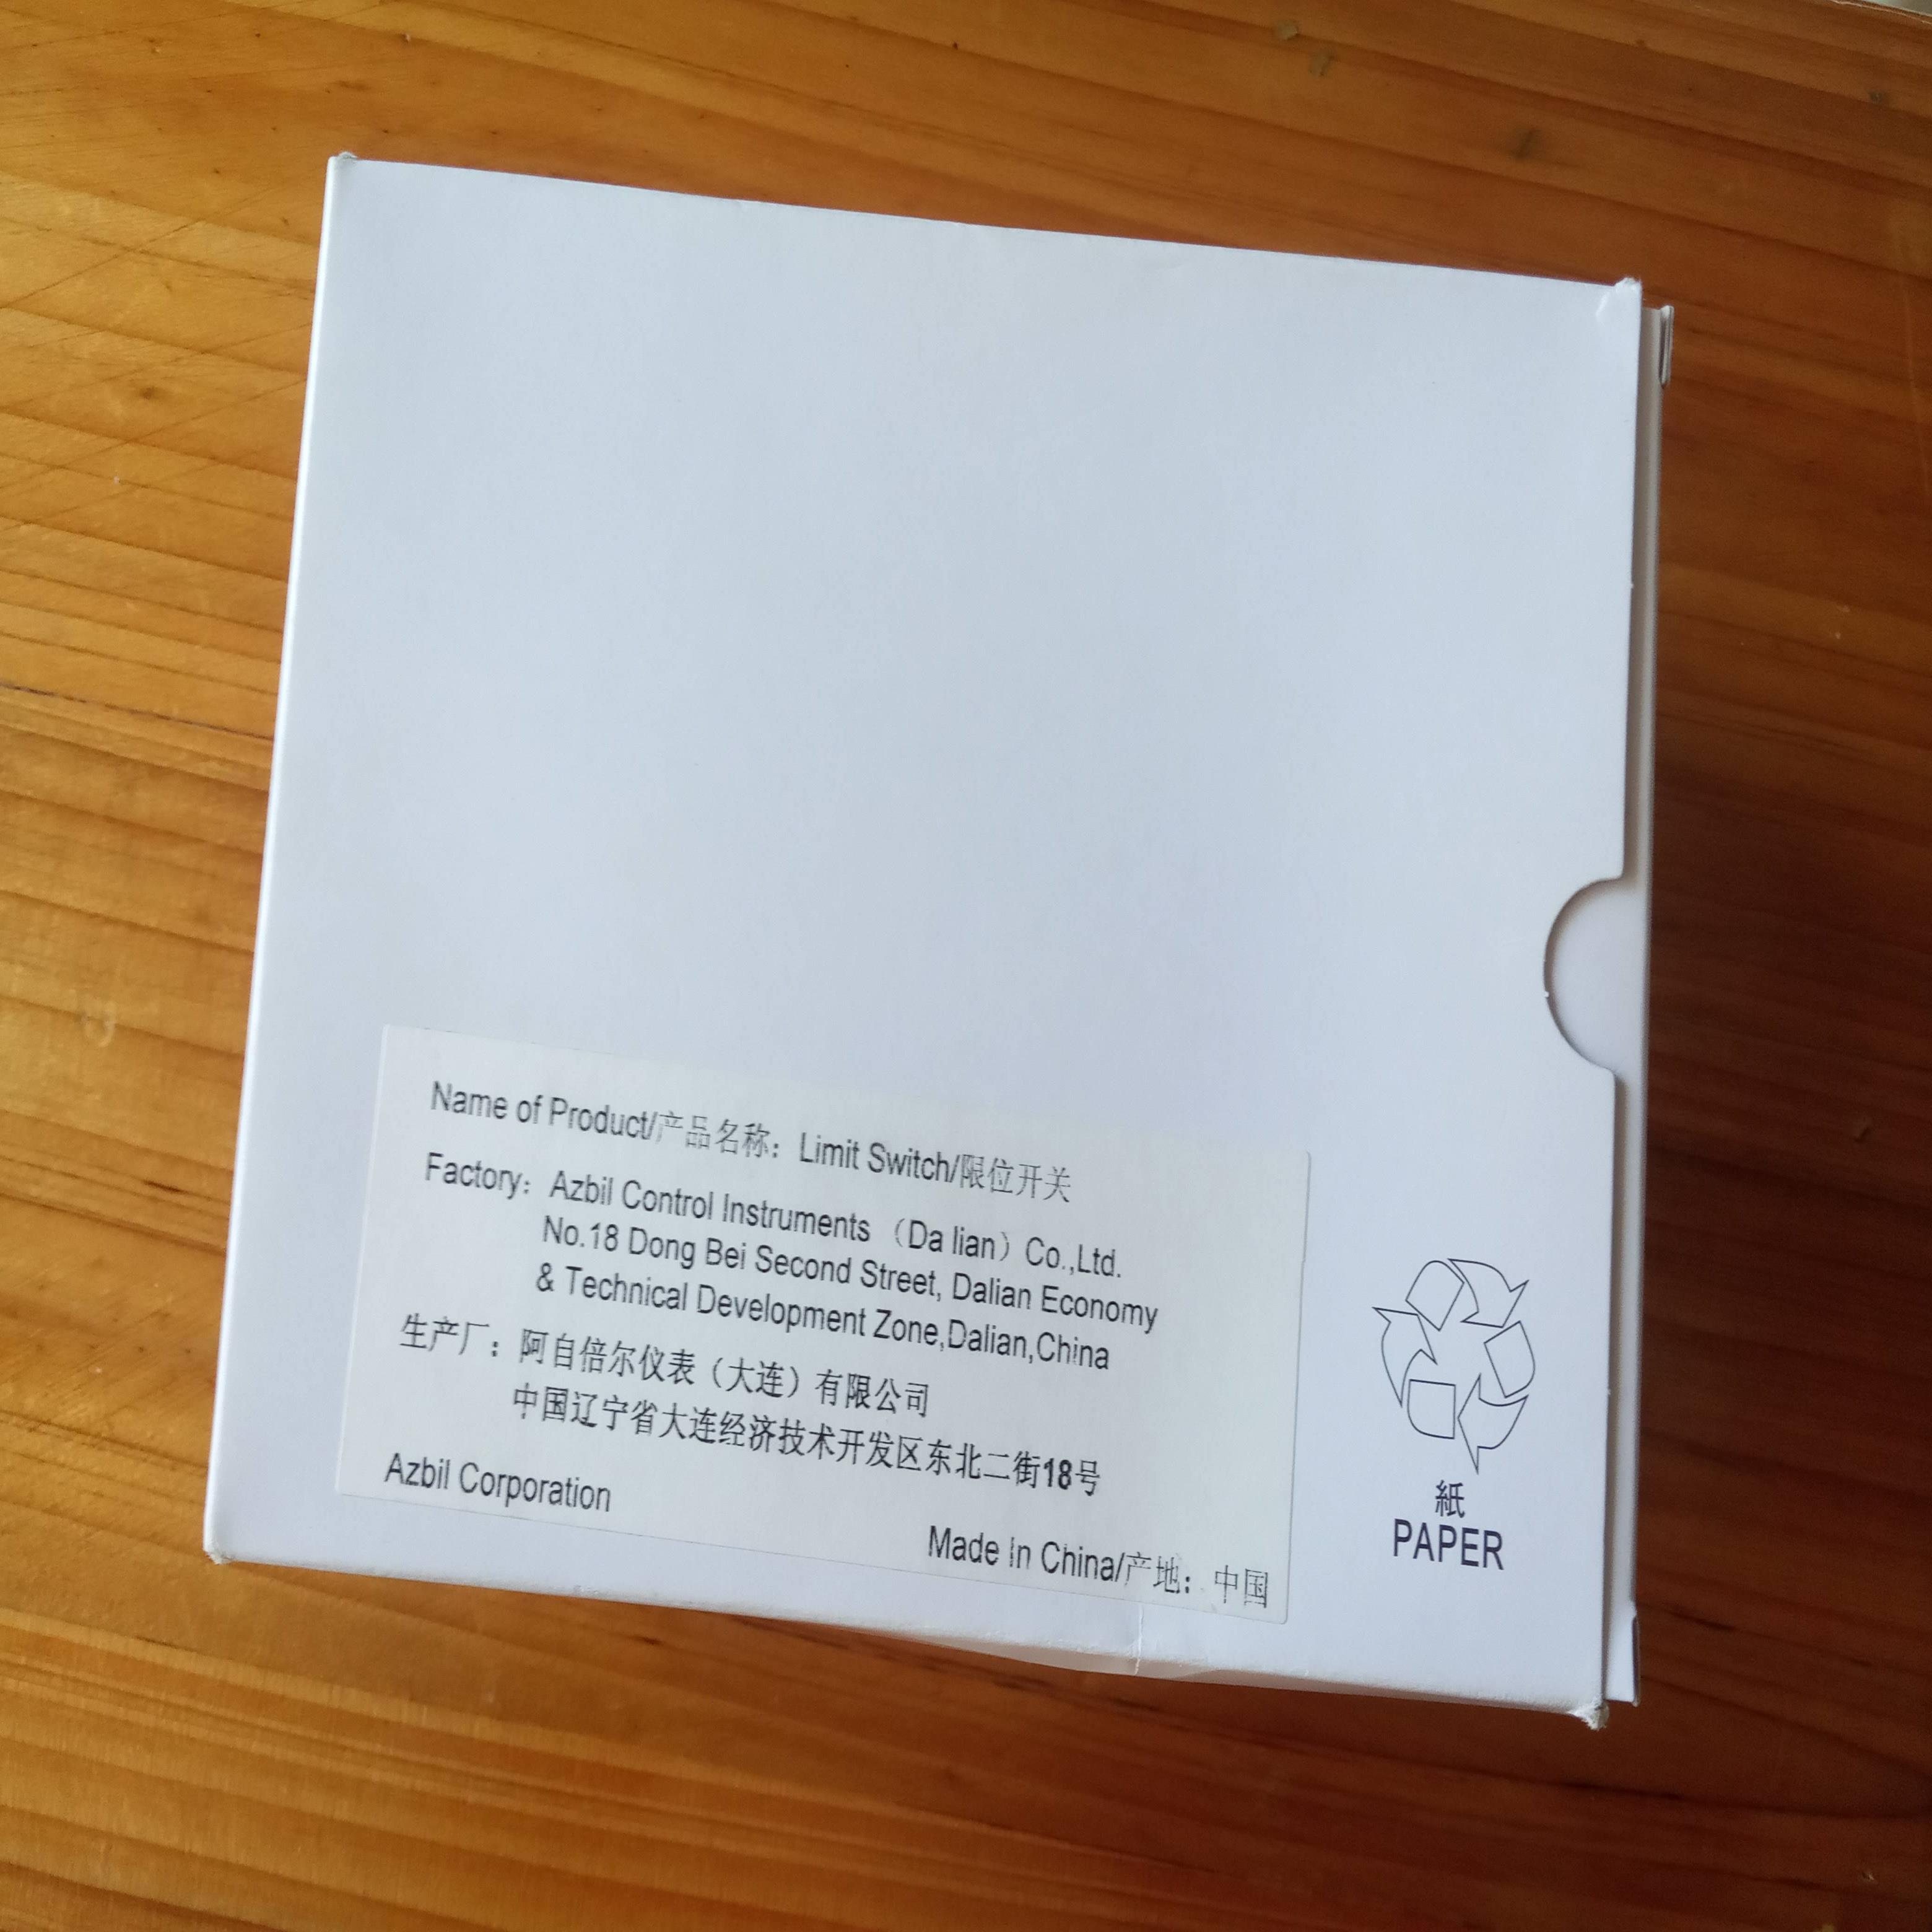 Name of Product/产品名称：Limit Switch/限位开关
Factory：Azbil Control Instruments （Da lian）Co.,Ltd.
No.18 Dong Bei Second Street, Dalian Economy
& Technical Development Zone,Dalian,China
生产厂：阿自倍尔仪表（大连）有限公司
中国辽宁省大连经济技术开发区东北二街18号
Azbil Corporation
Made In China/产地：中国
紙
PAPER